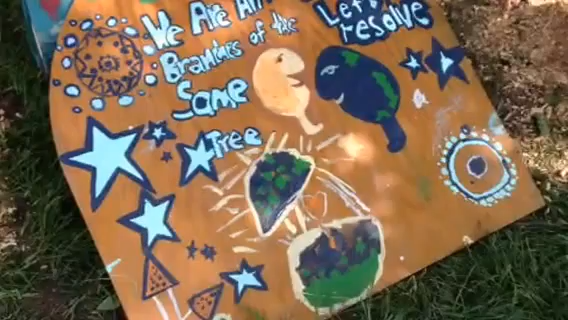 We Are All
Branches of the
Same
Tree
Let's
resolve